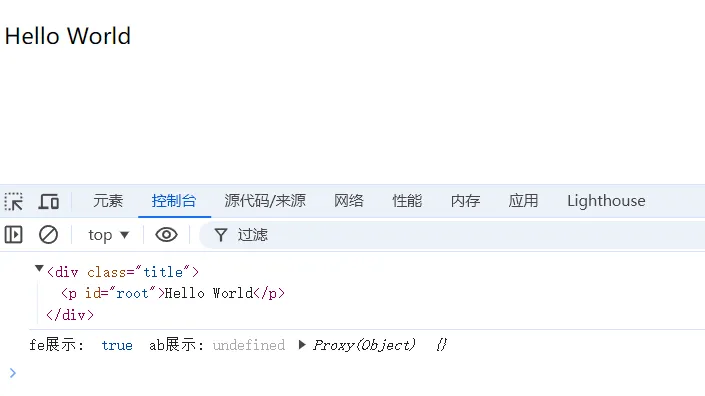 Hello World
元素 控制台 源代码/来源 网络 性能 内存 应用 Lighthouse
top 过滤
<div class="title">
<p id="root">Hello World</p>
</div>
fe展示: true ab展示: undefined Proxy(Object) {}